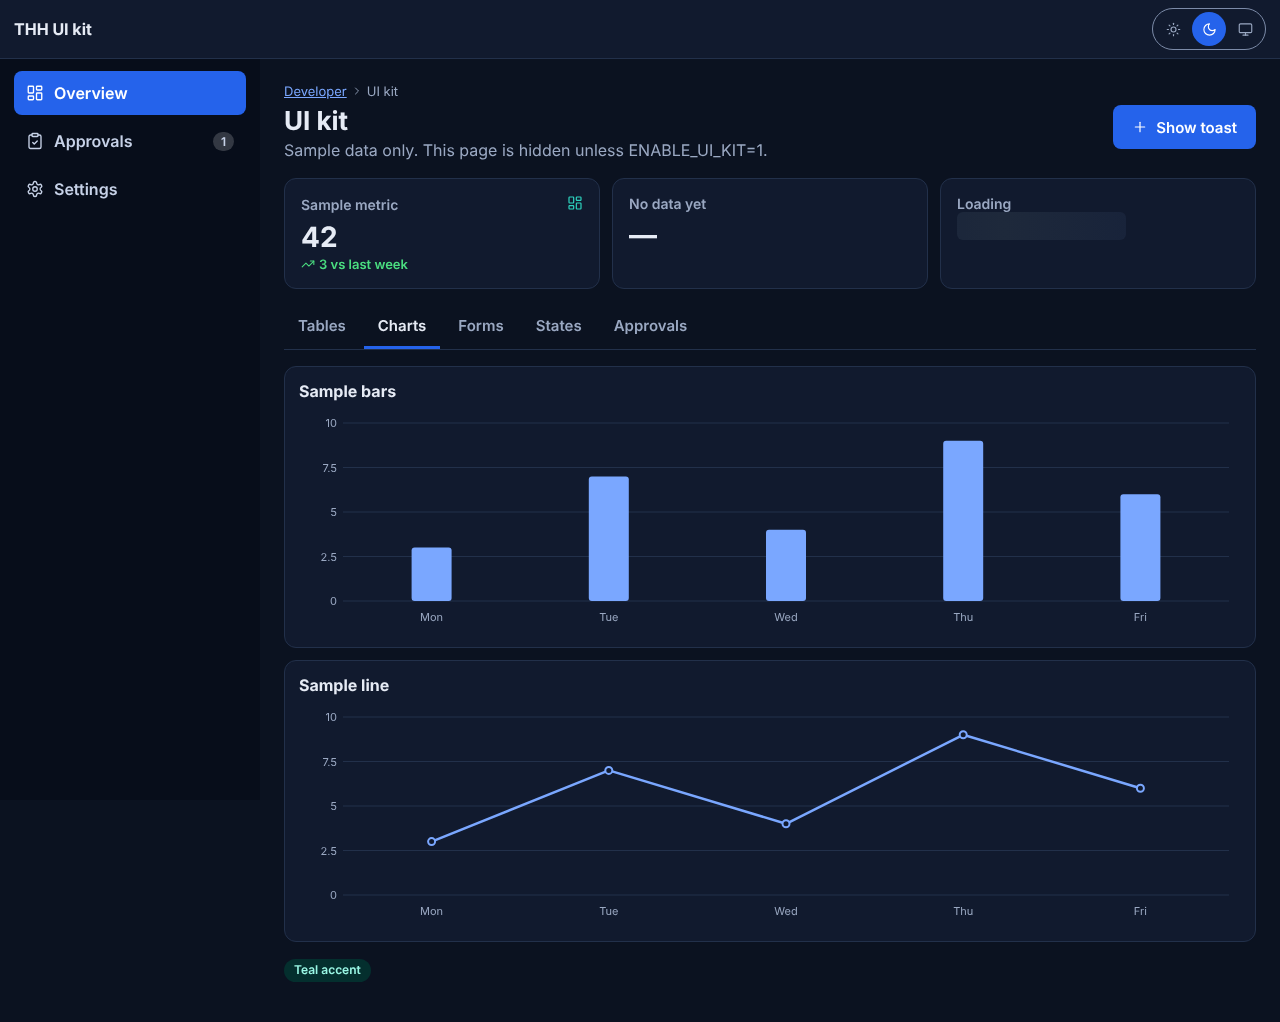 THH UI kit
Overview
Approvals
1
Settings
Developer
UI kit
UI kit
Show toast
Sample data only. This page is hidden unless ENABLE_UI_KIT=1.
Sample metric
42
3 vs last week
No data yet
—
Loading
Tables
Charts
Forms
States
Approvals
Sample bars
10
7.5
5
2.5
0
Mon
Tue
Wed
Thu
Fri
Sample line
10
7.5
5
2.5
0
Mon
Tue
Wed
Thu
Fri
Teal accent